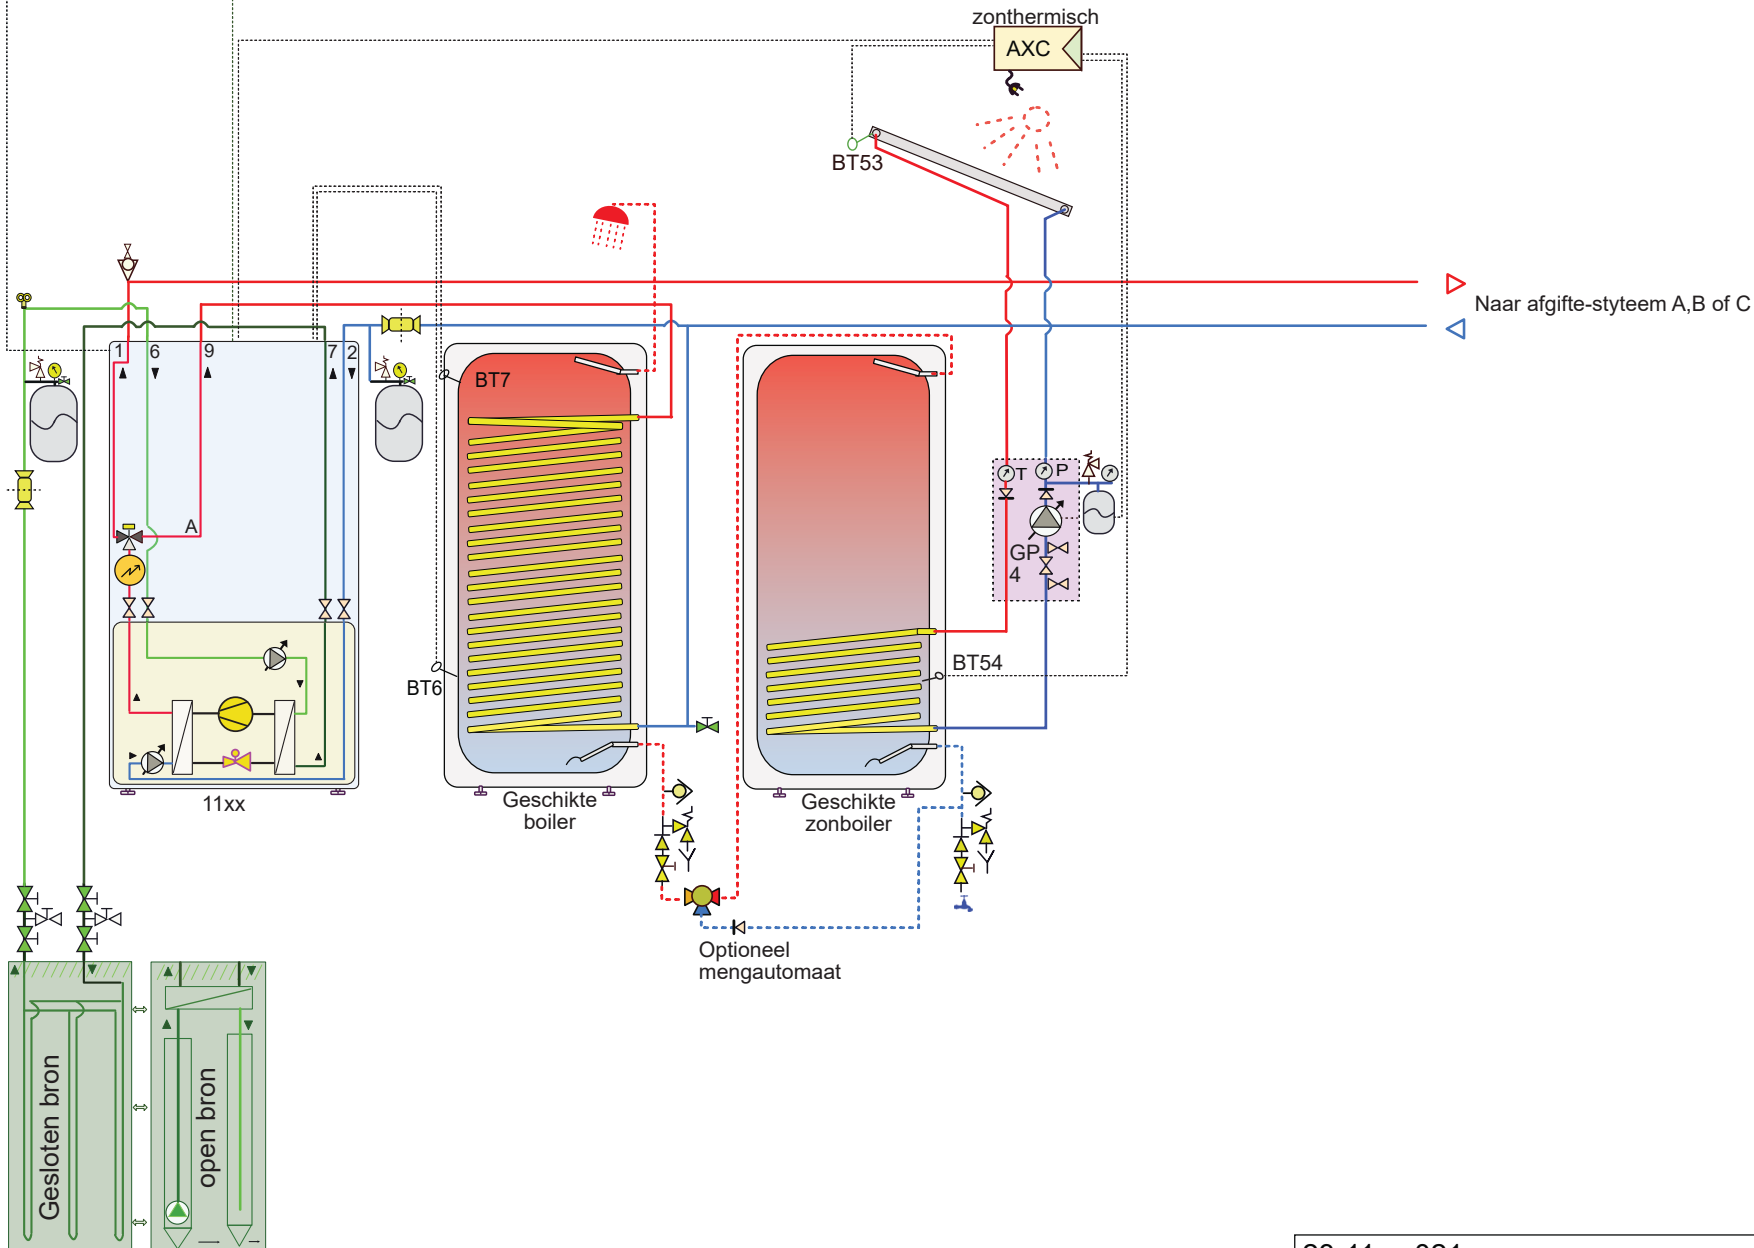 zonthermisch
AXC
BT53
Naar afgifte-styteem A,B of C
1 6 9 7 2
BT7
T P
A
GP
4
BT54
BT6
11xx
Geschikte
boiler
Geschikte
zonboiler
Optioneel
mengautomaat
Gesloten bron
open bron